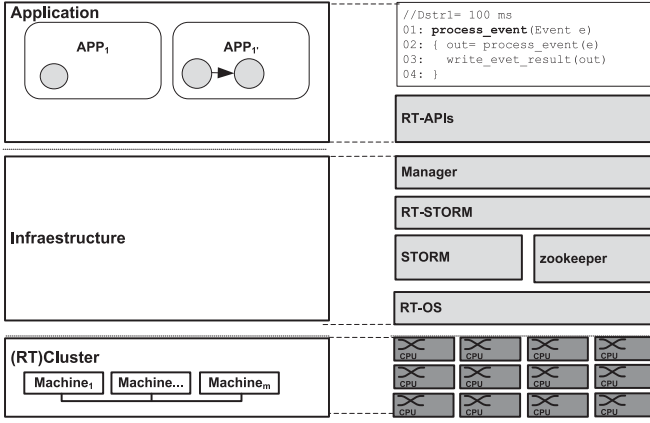 Application
APP1
APP1'
//Dstr1= 100 ms
01: process_event(Event e)
02: { out= process_event(e)
03: write_evet_result(out)
04: }
RT-APIs
Infraestructure
Manager
RT-STORM
STORM
zookeeper
RT-OS
(RT)Cluster
Machine1
Machine...
Machinem
CPU
CPU
CPU
CPU
CPU
CPU
CPU
CPU
CPU
CPU
CPU
CPU